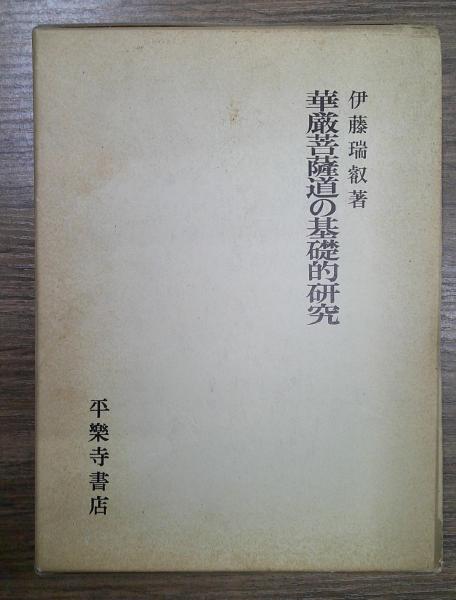 伊藤瑞叡著
華厳菩薩道の基礎的研究
平樂寺書店